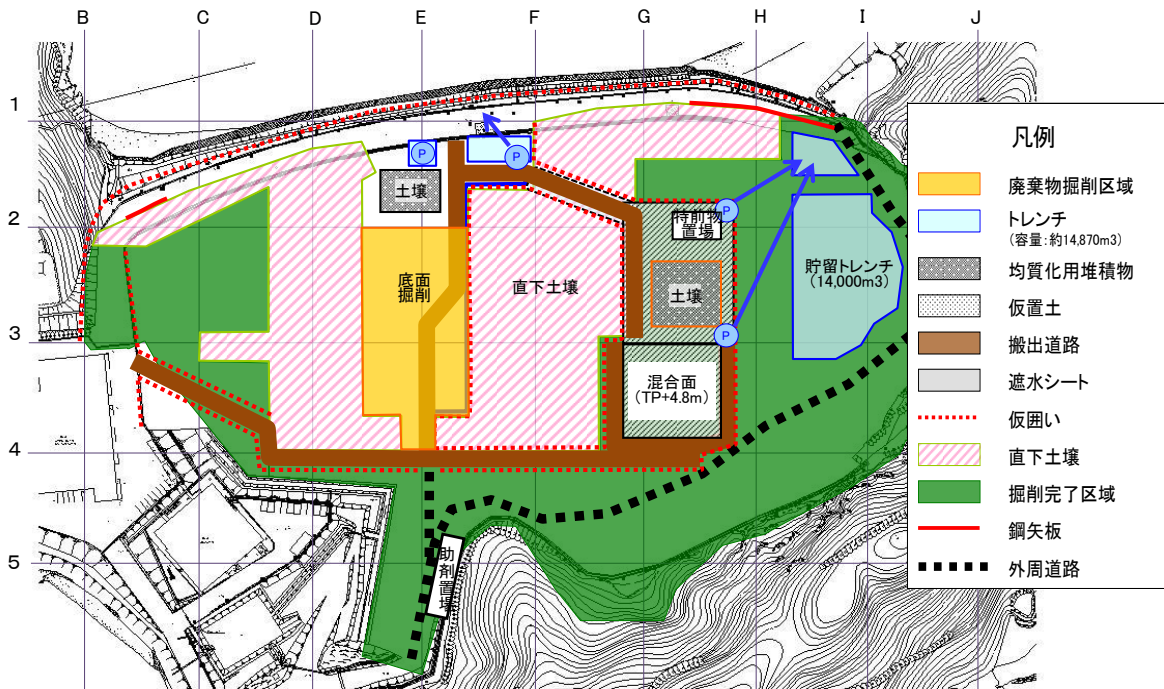 B C D E F G H I J
1
2
3
4
5
P
P
P
P
土壌
特前物
置場
底面
掘削
直下土壌
土壌
貯留トレンチ
(14,000m3)
混合面
(TP+4.8m)
助剤置場
凡例
廃棄物掘削区域
トレンチ
(容量:約14,870m3)
均質化用堆積物
仮置土
搬出道路
遮水シート
仮囲い
直下土壌
掘削完了区域
鋼矢板
外周道路